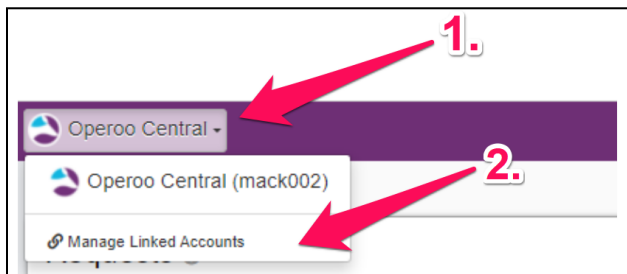 1.
Operoo Central
Operoo Central (mack002)
2.
Manage Linked Accounts